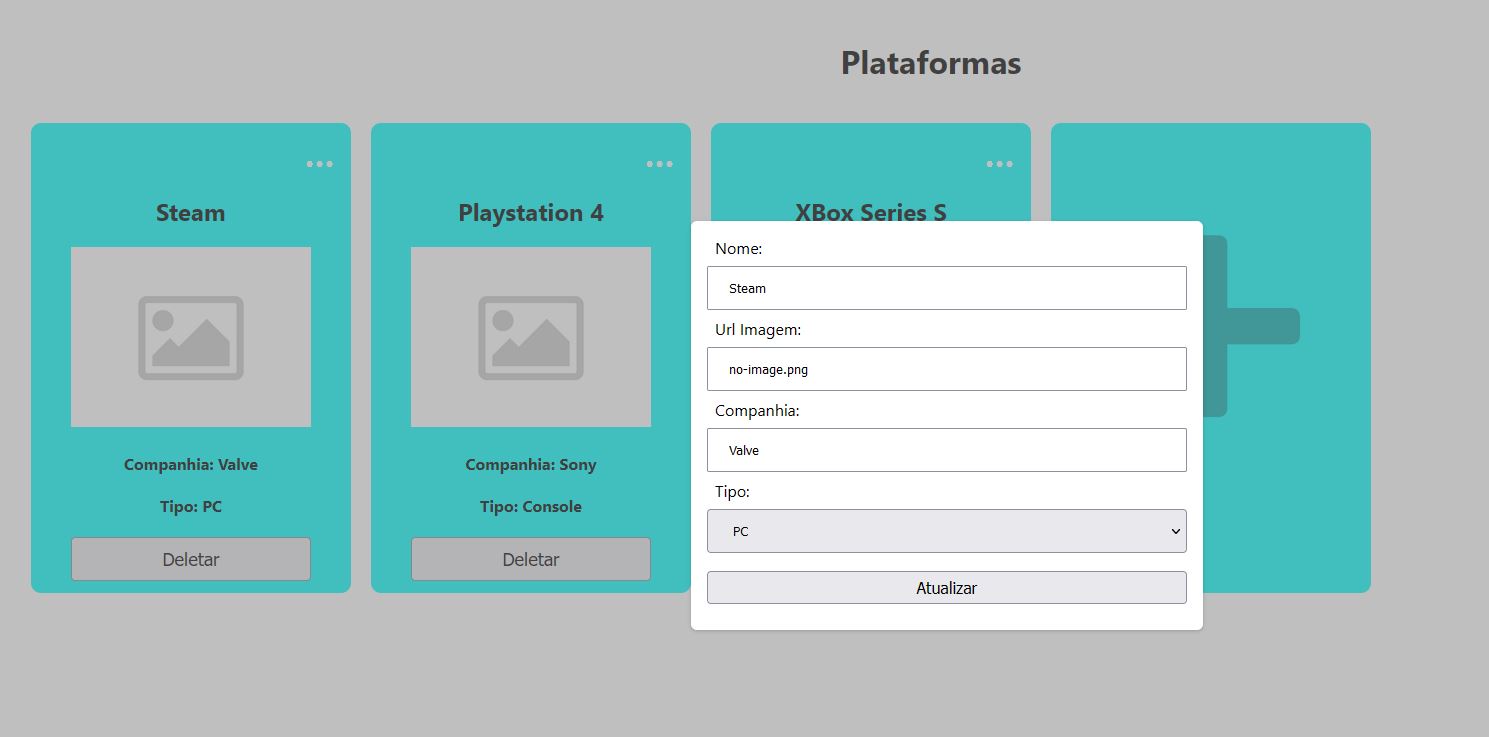 Plataformas
Steam
Playstation 4
XBox Series S
Companhia: Valve
Tipo: PC
Deletar
Companhia: Sony
Tipo: Console
Deletar
Nome:
Steam
Url Imagem:
no-image.png
Companhia:
Valve
Tipo:
PC
Atualizar